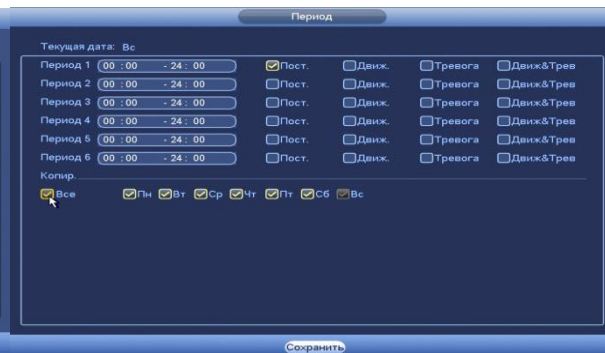 Период
Текущая дата: Вс
Период 1 00 :00 - 24: 00 Пост. Движ. Тревога Движ&Трев
Период 2 00 :00 - 24: 00 Пост. Движ. Тревога Движ&Трев
Период 3 00 :00 - 24: 00 Пост. Движ. Тревога Движ&Трев
Период 4 00 :00 - 24: 00 Пост. Движ. Тревога Движ&Трев
Период 5 00 :00 - 24: 00 Пост. Движ. Тревога Движ&Трев
Период 6 00 :00 - 24: 00 Пост. Движ. Тревога Движ&Трев
Копир.
Все Пн Вт Ср Чт Пт Сб Вс
Сохранить